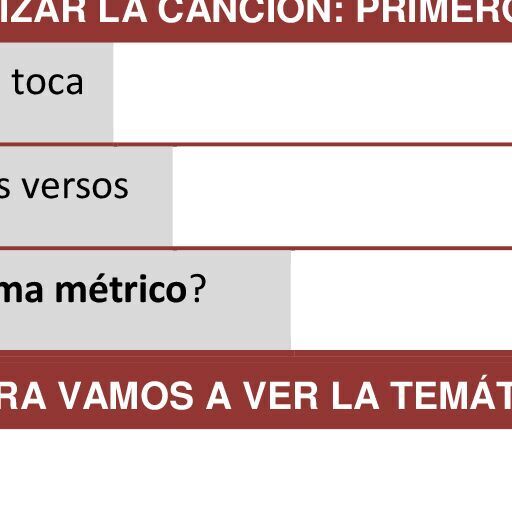 IZAR LA CANCIÓN: PRIMERO
toca
s versos
ma métrico?
RA VAMOS A VER LA TEMÁT